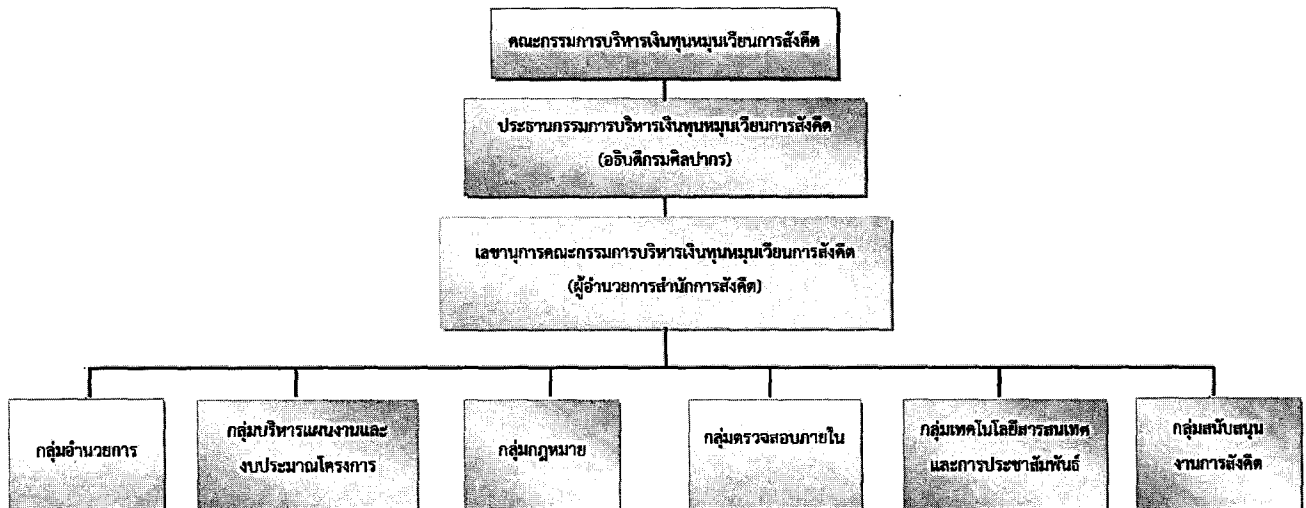 คณะกรรมการบริหารเงินทุนหมุนเวียนการสังคีต
ประธานกรรมการบริหารเงินทุนหมุนเวียนการสังคีต
(อธิบดีกรมศิลปากร)
เลขานุการคณะกรรมการบริหารเงินทุนหมุนเวียนการสังคีต
(ผู้อำนวยการสำนักการสังคีต)
กลุ่มอำนวยการ
กลุ่มบริหารแผนงานและ
งบประมาณโครงการ
กลุ่มกฎหมาย
กลุ่มตรวจสอบภายใน
กลุ่มเทคโนโลยีสารสนเทศ
และการประชาสัมพันธ์
กลุ่มสนับสนุน
งานการสังคีต